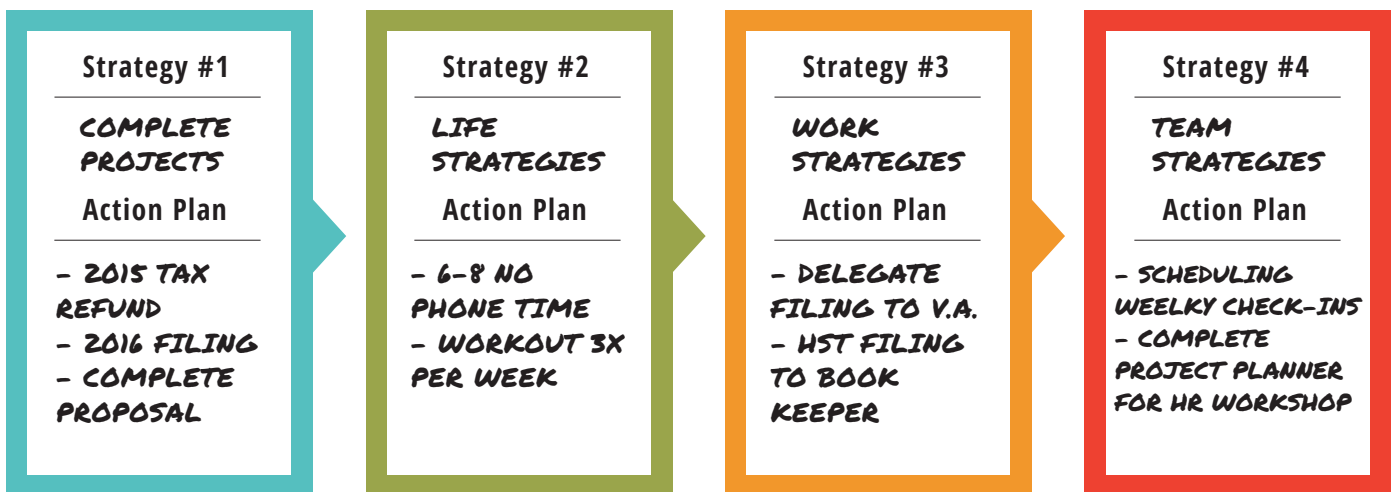 Strategy #1
COMPLETE
PROJECTS
Action Plan
- 2015 TAX
REFUND
- 2016 FILING
- COMPLETE
PROPOSAL
Strategy #2
LIFE
STRATEGIES
Action Plan
- 6-8 NO
PHONE TIME
- WORKOUT 3X
PER WEEK
Strategy #3
WORK
STRATEGIES
Action Plan
- DELEGATE
FILING TO V.A.
- HST FILING
TO BOOK
KEEPER
Strategy #4
TEAM
STRATEGIES
Action Plan
- SCHEDULING
WEELKY CHECK-INS
- COMPLETE
PROJECT PLANNER
FOR HR WORKSHOP